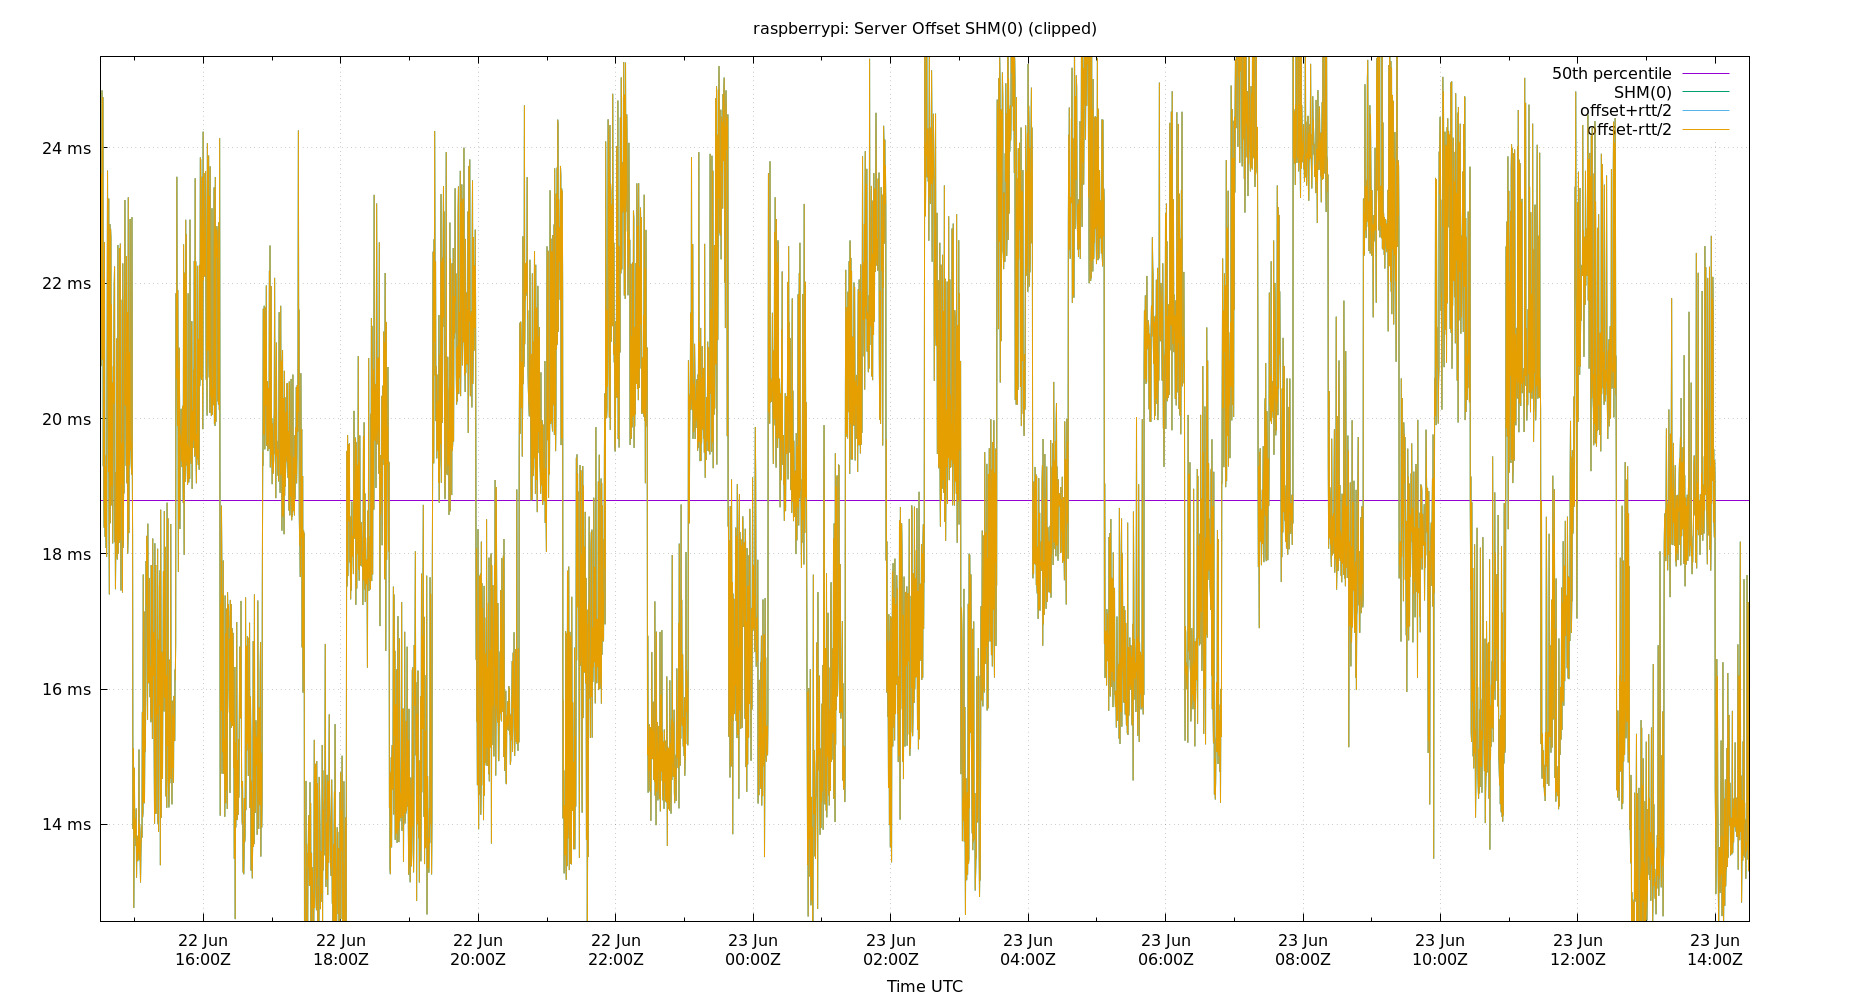 raspberrypi: Server Offset SHM(0) (clipped)
50th percentile
SHM(0)
offset+rtt/2
offset-rtt/2
24 ms
22 ms
20 ms
18 ms
16 ms
14 ms
22 Jun 22 Jun 22 Jun 22 Jun 23 Jun 23 Jun 23 Jun 23 Jun 23 Jun 23 Jun 23 Jun 23 Jun
16:00Z 18:00Z 20:00Z 22:00Z 00:00Z 02:00Z 04:00Z 06:00Z 08:00Z 10:00Z 12:00Z 14:00Z
Time UTC